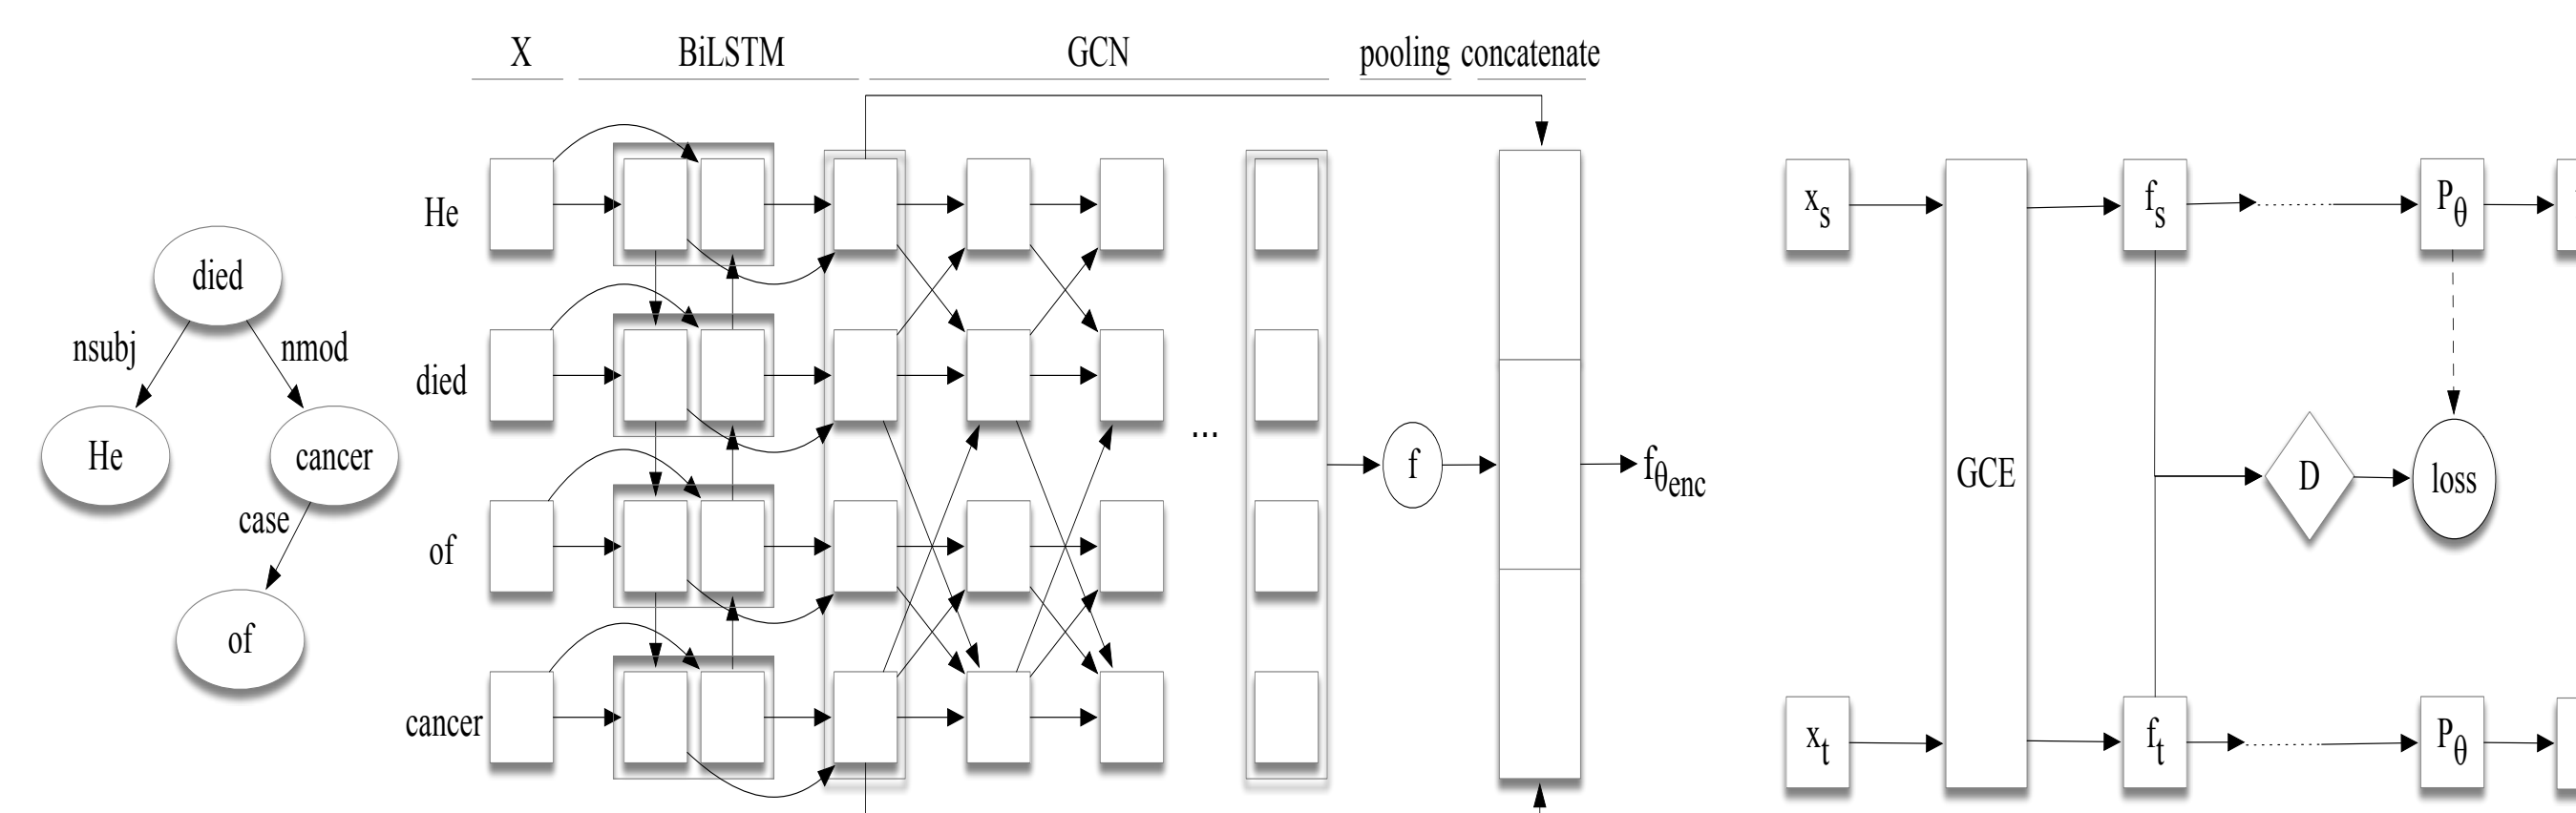 X BiLSTM GCN pooling concatenate
died
nsubj nmod
He cancer
case
of
He
died
of
cancer
...
f
fθenc
xs
GCE
fs
Pθ
D
loss
xt
ft
Pθ